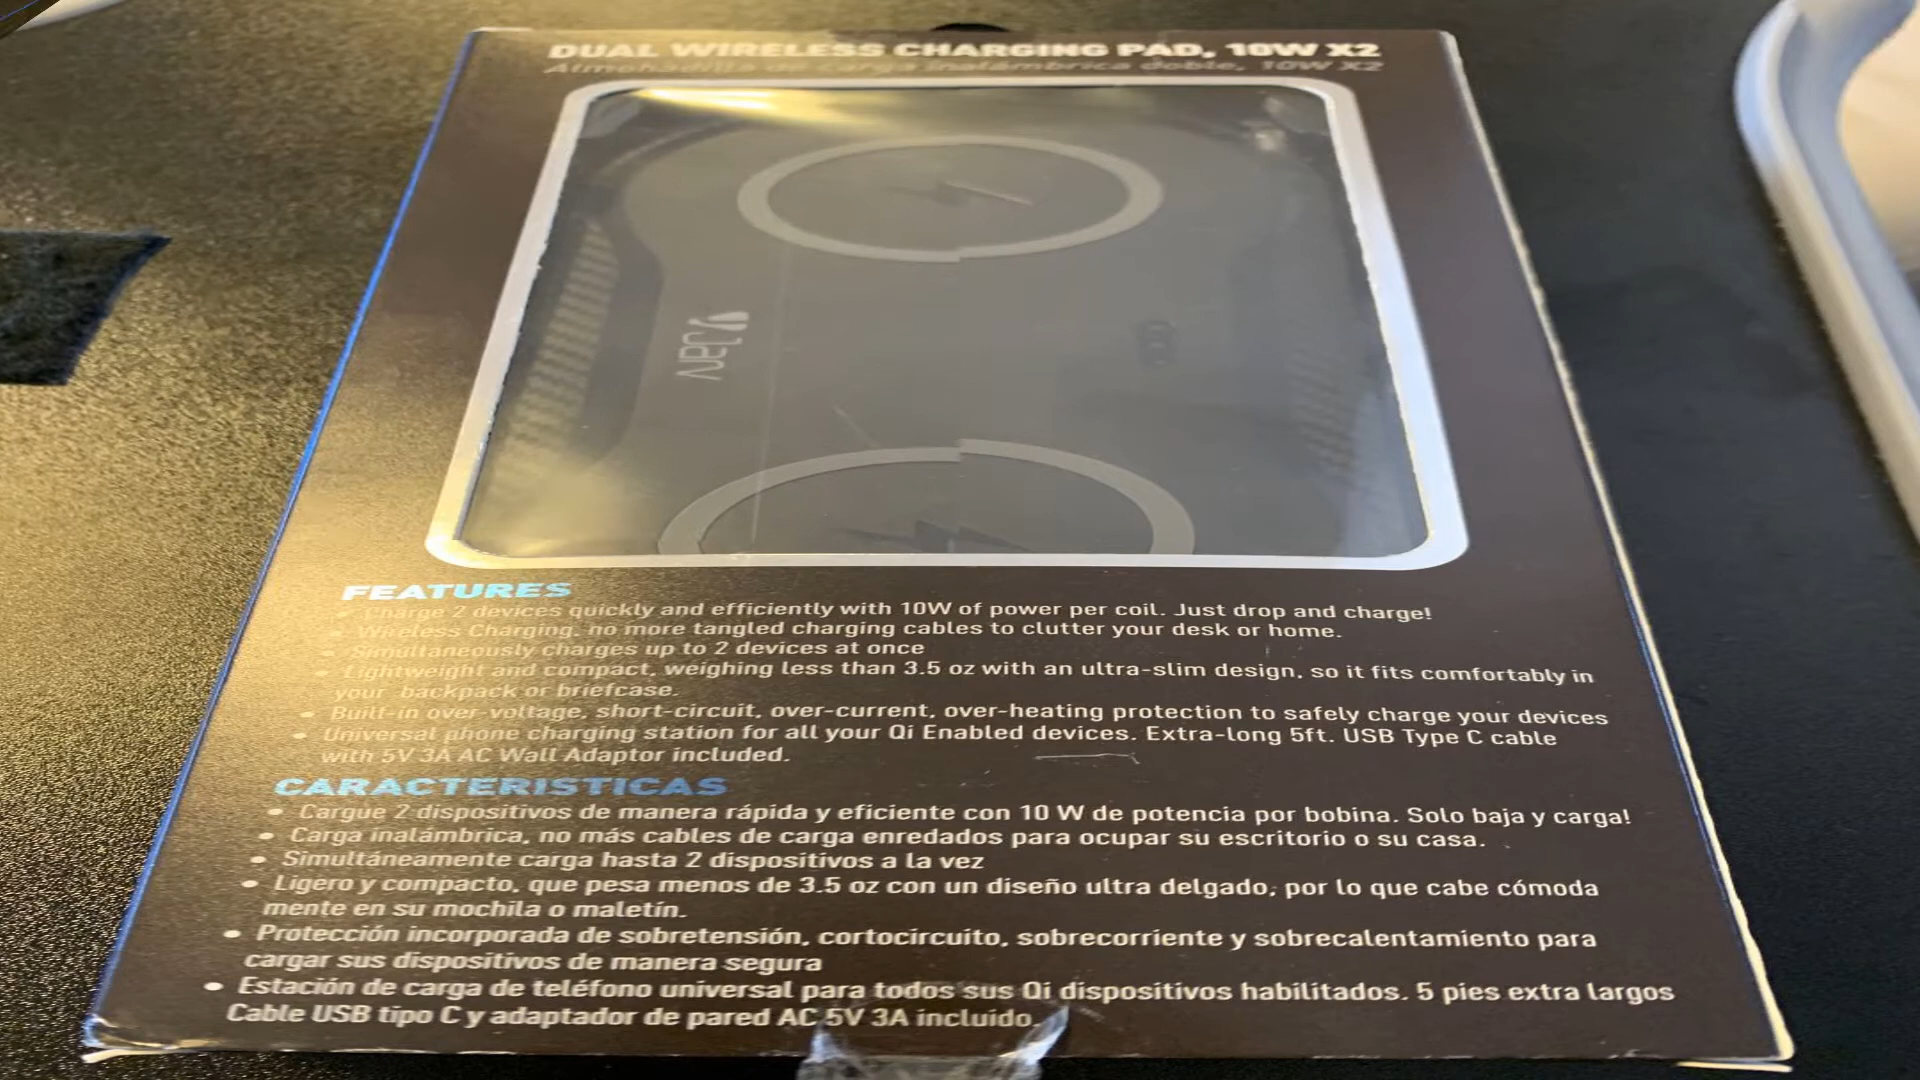 DUAL WIRELESS CHARGING PAD, 10W X2
Almohadilla de carga inalámbrica doble, 10W X2
FEATURES
• Charge 2 devices quickly and efficiently with 10W of power per coil. Just drop and charge!
• Wireless Charging, no more tangled charging cables to clutter your desk or home.
• Simultaneously charges up to 2 devices at once
• Lightweight and compact, weighing less than 3.5 oz with an ultra-slim design, so it fits comfortably in
your backpack or briefcase.
• Built-in over-voltage, short-circuit, over-current, over-heating protection to safely charge your devices
• Universal phone charging station for all your Qi Enabled devices. Extra-long 5ft. USB Type C cable
with 5V 3A AC Wall Adaptor included.
CARACTERISTICAS
• Cargue 2 dispositivos de manera rápida y eficiente con 10 W de potencia por bobina. Solo baja y carga!
• Carga inalámbrica, no más cables de carga enredados para ocupar su escritorio o su casa.
• Simultáneamente carga hasta 2 dispositivos a la vez
• Ligero y compacto, que pesa menos de 3.5 oz con un diseño ultra delgado, por lo que cabe cómoda
mente en su mochila o maletín.
• Protección incorporada de sobretensión, cortocircuito, sobrecorriente y sobrecalentamiento para
cargar sus dispositivos de manera segura
• Estación de carga de teléfono universal para todos sus Qi dispositivos habilitados. 5 pies extra largos
Cable USB tipo C y adaptador de pared AC 5V 3A incluido.